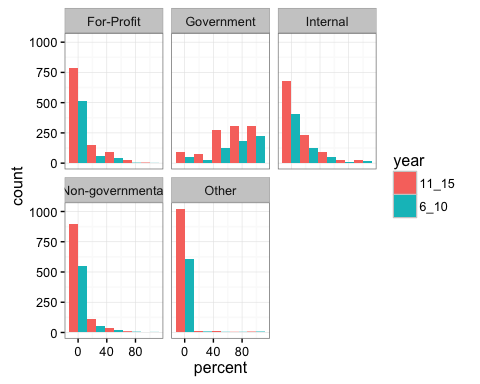 For-Profit
Government
Internal
1000
750
500
250
0
Non-governmenta
Other
1000
750
500
250
0
0 40 80
0 40 80
count
percent
year
11_15
6_10